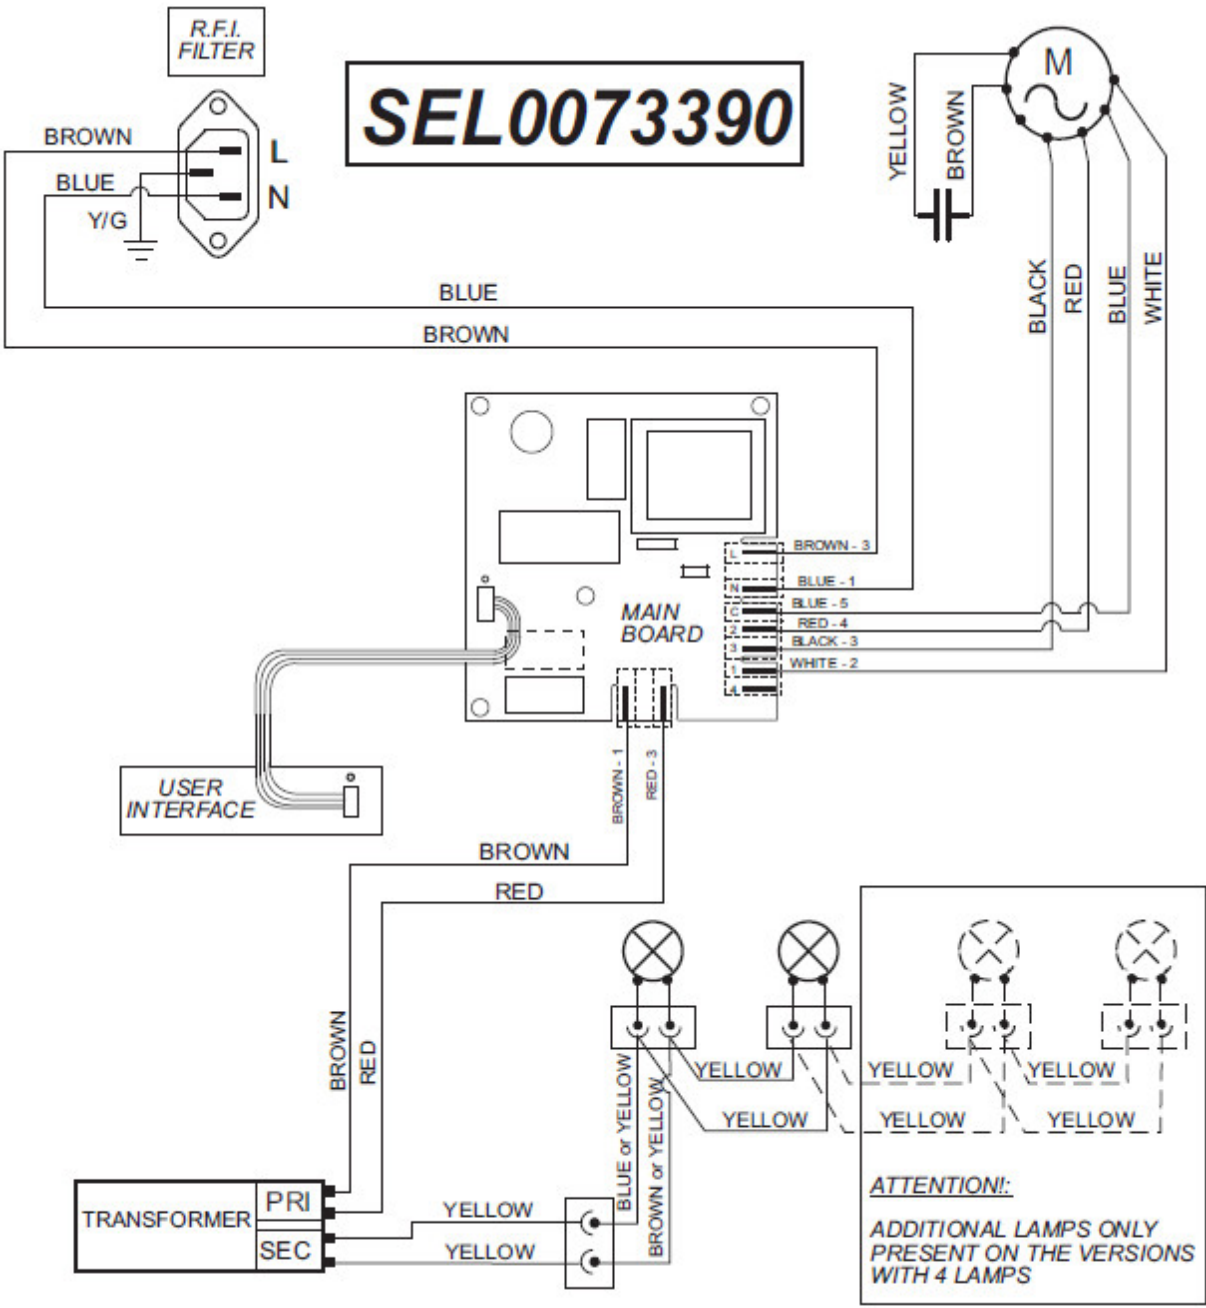 R.F.I.
FILTER
SEL0073390
M
BROWN
L
BLUE
N
Y/G
YELLOW
BROWN
BLACK
RED
BLUE
WHITE
BLUE
BROWN
L
BROWN - 3
N
BLUE - 1
C
BLUE - 5
2
RED - 4
3
BLACK - 3
1
WHITE - 2
4
MAIN
BOARD
BROWN - 1
RED - 3
USER
INTERFACE
BROWN
RED
BROWN
RED
BLUE or YELLOW
BROWN or YELLOW
YELLOW
YELLOW
YELLOW
YELLOW
YELLOW
YELLOW
TRANSFORMER
PRI
SEC
YELLOW
YELLOW
ATTENTION!:
ADDITIONAL LAMPS ONLY
PRESENT ON THE VERSIONS
WITH 4 LAMPS